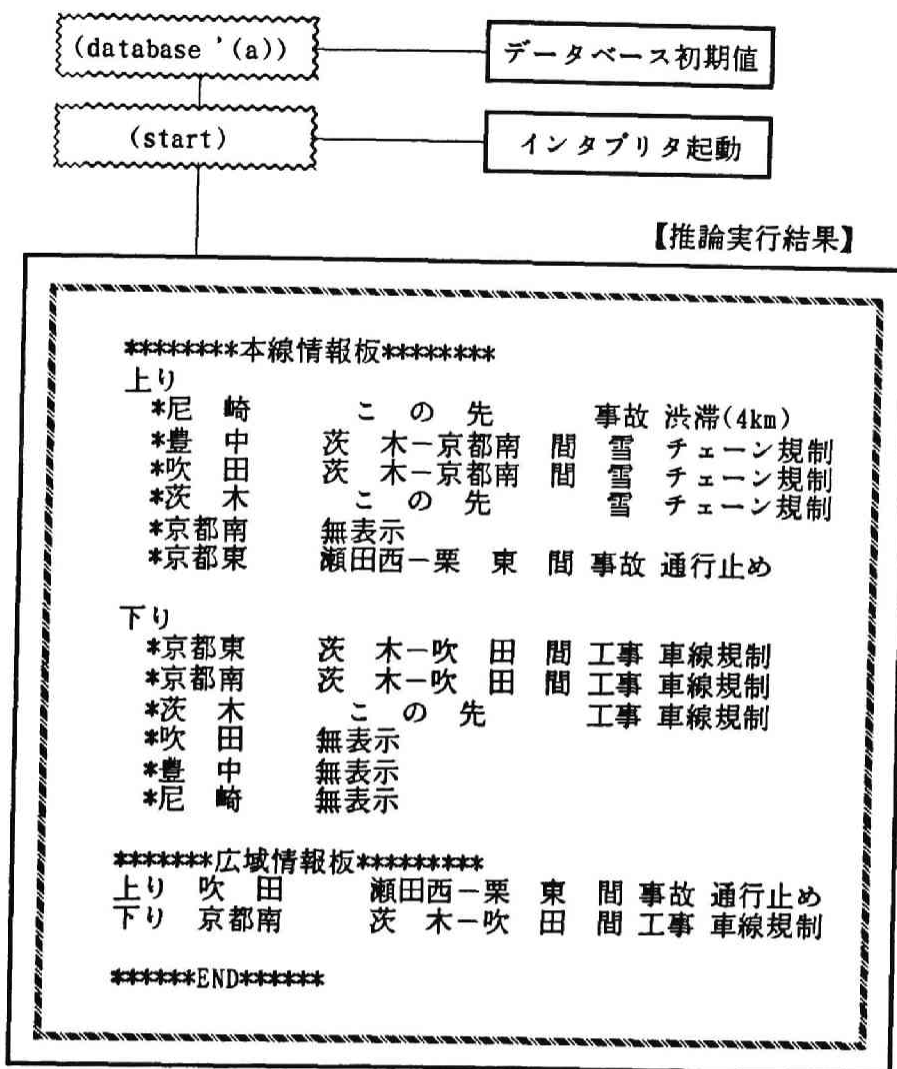 (database '(a)) データベース初期値
(start) インタプリタ起動
【推論実行結果】
********本線情報板********
上り
*尼 崎 こ の 先 事故 渋滞(4km)
*豊 中 茨 木－京都南 間 雪 チェーン規制
*吹 田 茨 木－京都南 間 雪 チェーン規制
*茨 木 こ の 先 雪 チェーン規制
*京都南 無表示
*京都東 瀬田西－栗 東 間 事故 通行止め
下り
*京都東 茨 木－吹 田 間 工事 車線規制
*京都南 茨 木－吹 田 間 工事 車線規制
*茨 木 こ の 先 工事 車線規制
*吹 田 無表示
*豊 中 無表示
*尼 崎 無表示
*******広域情報板*********
上り 吹 田 瀬田西－栗 東 間 事故 通行止め
下り 京都南 茨 木－吹 田 間 工事 車線規制
******END******